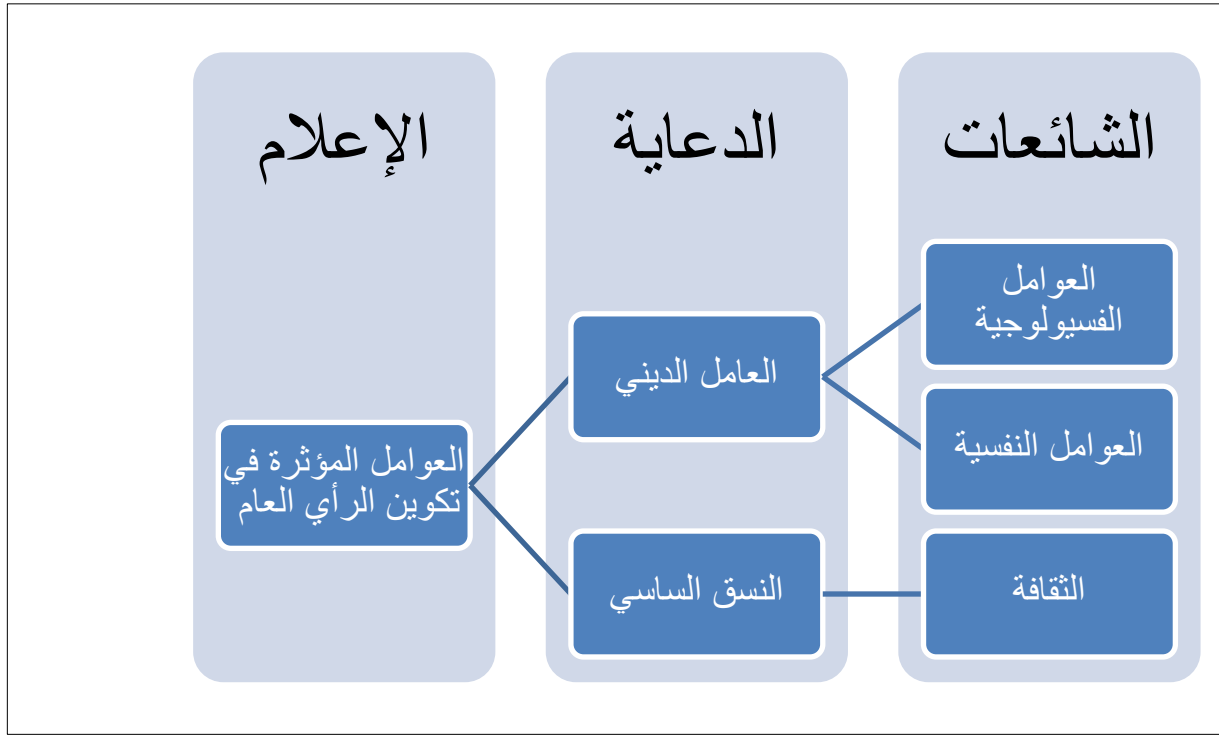 الشائعات
الدعاية
الإعلام
العوامل
الفسيولوجية
العامل الديني
العوامل النفسية
العوامل المؤثرة في
تكوين الرأي العام
النسق الساسي
الثقافة